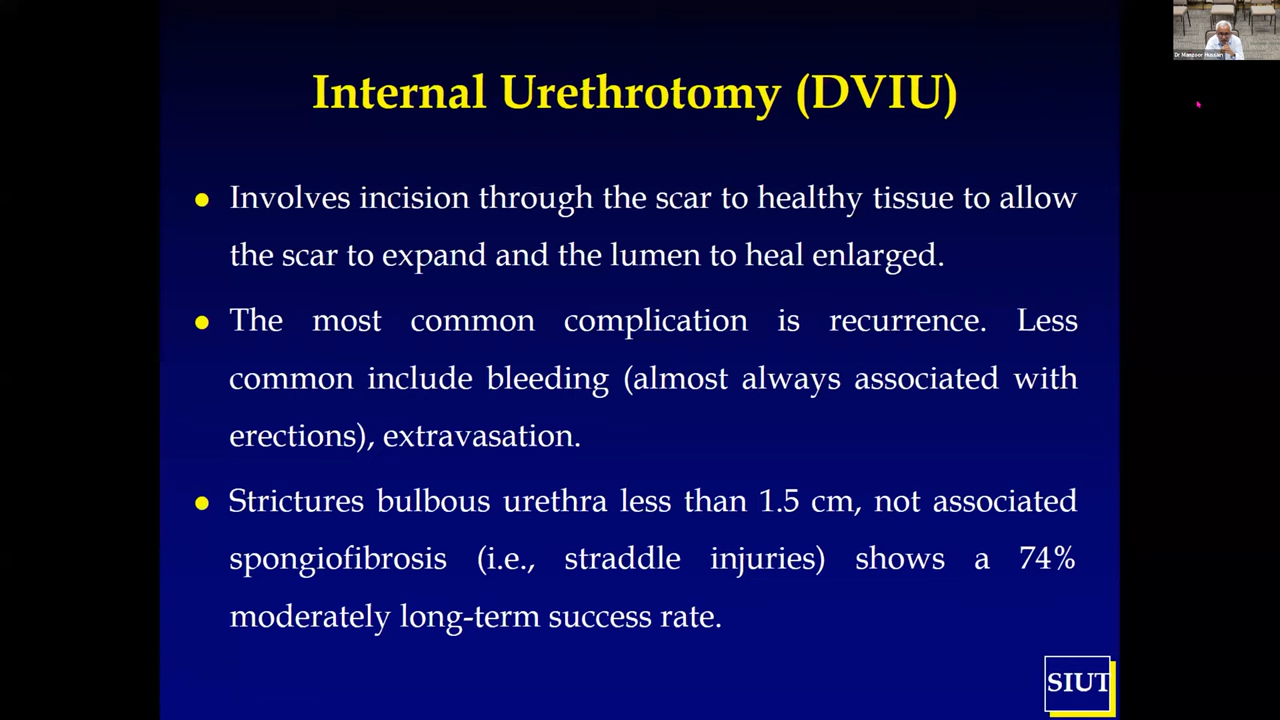 Dr Manzoor Hussain
Internal Urethrotomy (DVIU)
Involves incision through the scar to healthy tissue to allow
the scar to expand and the lumen to heal enlarged.
The most common complication is recurrence. Less
common include bleeding (almost always associated with
erections), extravasation.
Strictures bulbous urethra less than 1.5 cm, not associated
spongiofibrosis (i.e., straddle injuries) shows a 74%
moderately long-term success rate.
SIUT